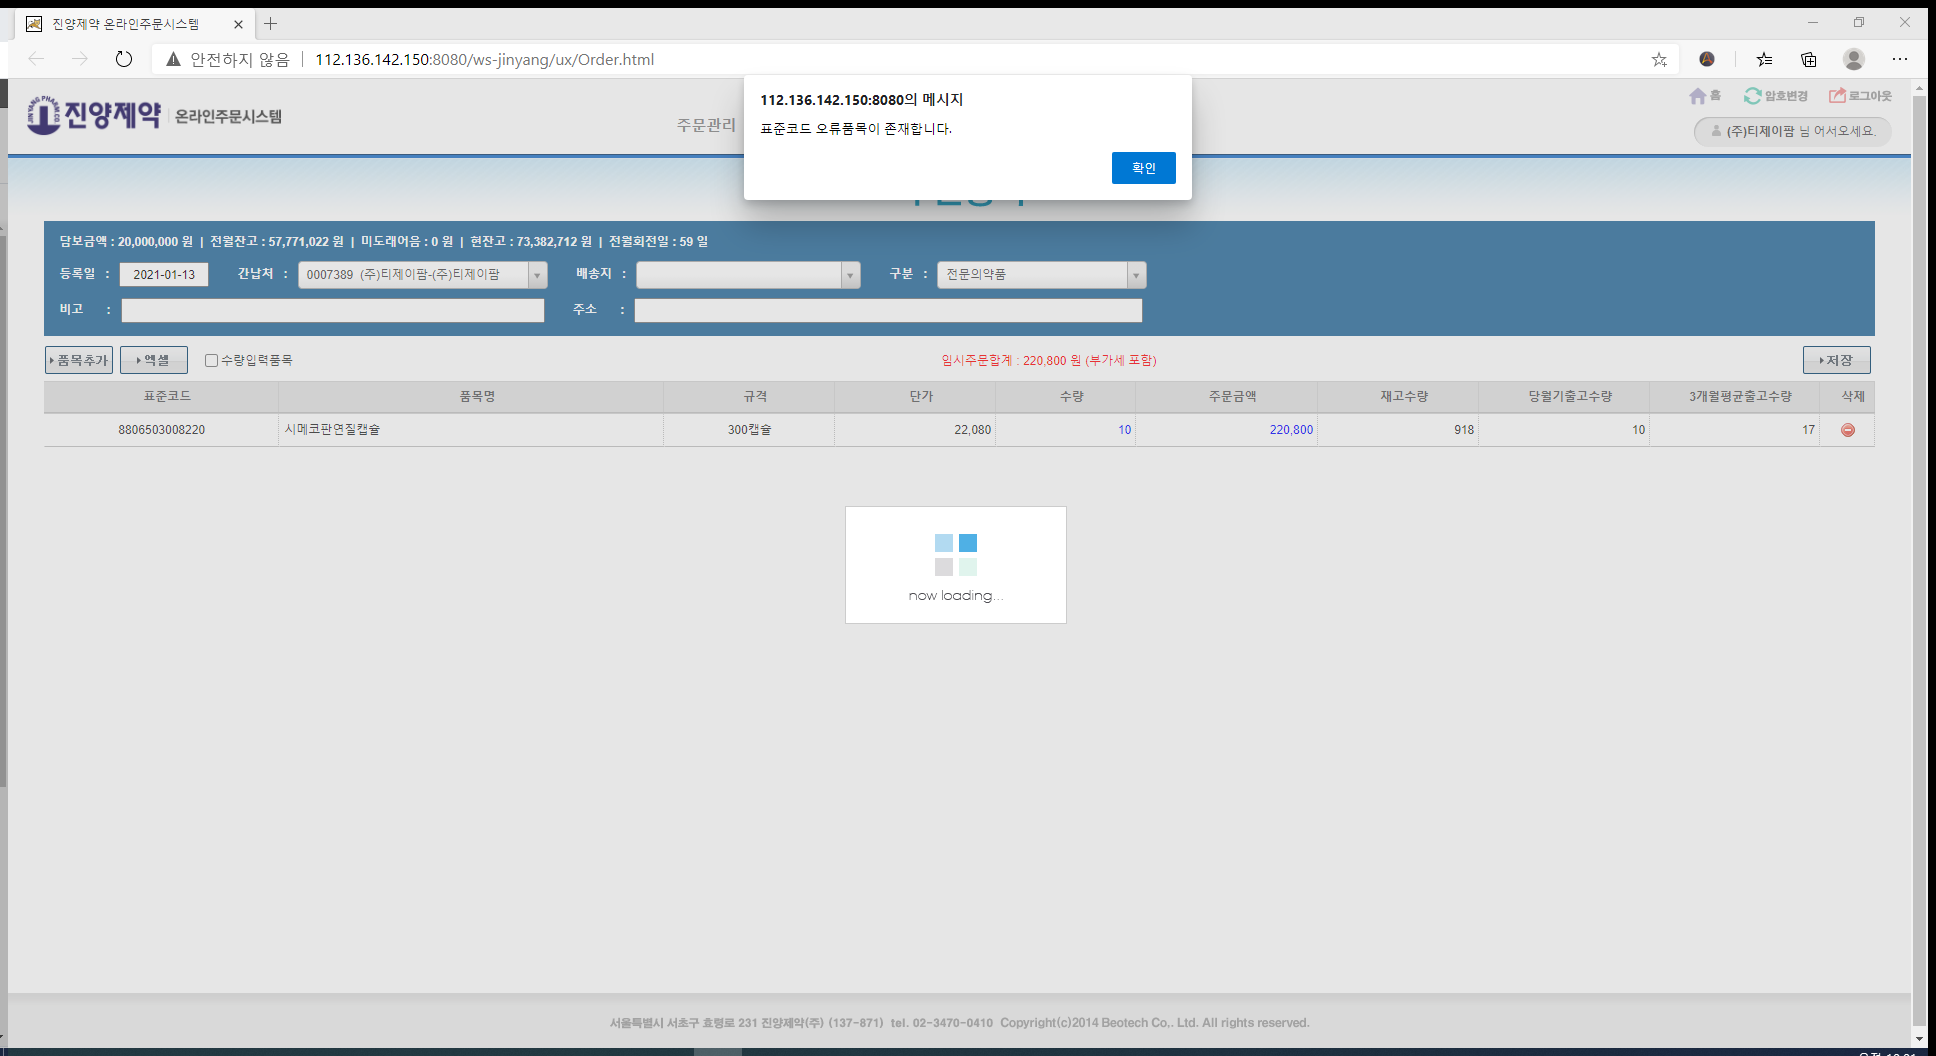 진양제약 온라인주문시스템
안전하지 않음 112.136.142.150:8080/ws-jinyang/ux/Order.html
JIN YANG PHARM.CO
진양제약 온라인주문시스템
주문관리
홈 암호변경 로그아웃
(주)티제이팜 님 어서오세요.
112.136.142.150:8080의 메시지
표준코드 오류품목이 존재합니다.
확인
담보금액 : 20,000,000 원 | 전월잔고 : 57,771,022 원 | 미도래어음 : 0 원 | 현잔고 : 73,382,712 원 | 전월회전일 : 59 일
등록일 : 2021-01-13 간납처 : 0007389 (주)티제이팜-(주)티제이팜 배송지 : 구분 : 전문의약품
비고 : 주소 :
품목추가 엑셀 수량입력품목 임시주문합계 : 220,800 원 (부가세 포함) 저장
표준코드 품목명 규격 단가 수량 주문금액 재고수량 당월기출고수량 3개월평균출고수량 삭제
8806503008220 시메코판연질캡슐 300캡슐 22,080 10 220,800 918 10 17
now loading...
서울특별시 서초구 효령로 231 진양제약(주) (137-871) tel. 02-3470-0410 Copyright(c)2014 Beotech Co,. Ltd. All rights reserved.